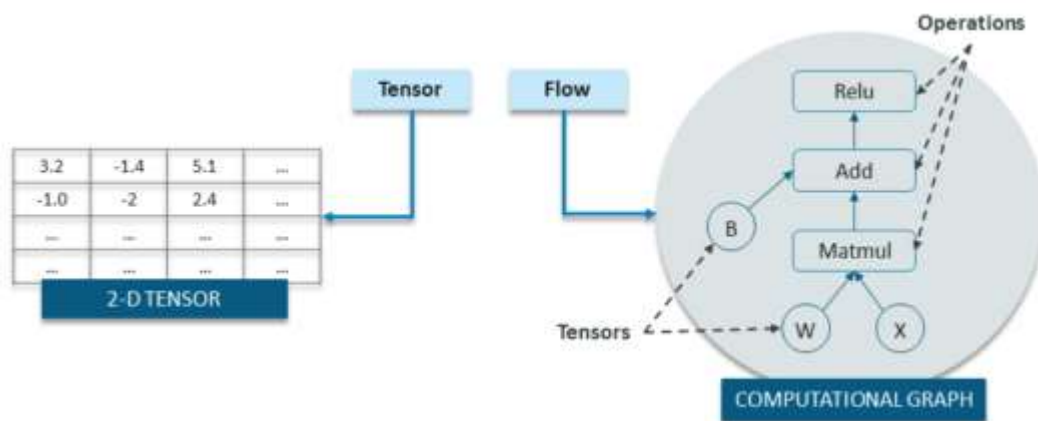 Operations
Tensor
Flow
Relu
3.2 -1.4 5.1 ...
-1.0 -2 2.4 ...
... ... ... ...
... ... ... ...
2-D TENSOR
Add
B
Matmul
Tensors
W
X
COMPUTATIONAL GRAPH